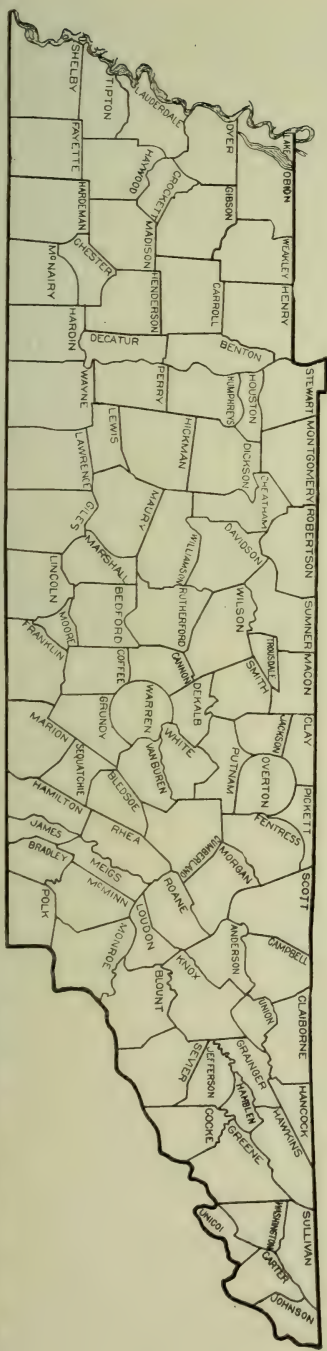 LAKE
OBION
WEAKLEY
HENRY
STEWART
MONTGOMERY
ROBERTSON
SUMNER
MACON
CLAY
PICKETT
SCOTT
CAMPBELL
CLAIBORNE
HANCOCK
HAWKINS
SULLIVAN
JOHNSON
CARTER
WASHINGTON
UNICOI
GREENE
HAMBLEN
GRAINGER
UNION
ANDERSON
MORGAN
FENTRESS
OVERTON
JACKSON
TROUSDALE
SMITH
WILSON
DAVIDSON
CHEATHAM
DICKSON
HOUSTON
HUMPHREYS
BENTON
CARROLL
GIBSON
DYER
LAUDERDALE
CROCKETT
HAYWOOD
MADISON
HENDERSON
DECATUR
PERRY
HICKMAN
WILLIAMSON
RUTHERFORD
CANNON
DEKALB
PUTNAM
WHITE
CUMBERLAND
ROANE
KNOX
JEFFERSON
COCKE
SEVIER
BLOUNT
LOUDON
MONROE
MCMINN
MEIGS
RHEA
BLEDSOE
VAN BUREN
WARREN
COFFEE
BEDFORD
MARSHALL
MAURY
LEWIS
CHESTER
TIPTON
SHELBY
FAYETTE
HARDEMAN
McNAIRY
HARDIN
WAYNE
LAWRENCE
GILES
LINCOLN
MOORE
FRANKLIN
GRUNDY
MARION
SEQUATCHIE
HAMILTON
JAMES
BRADLEY
POLK